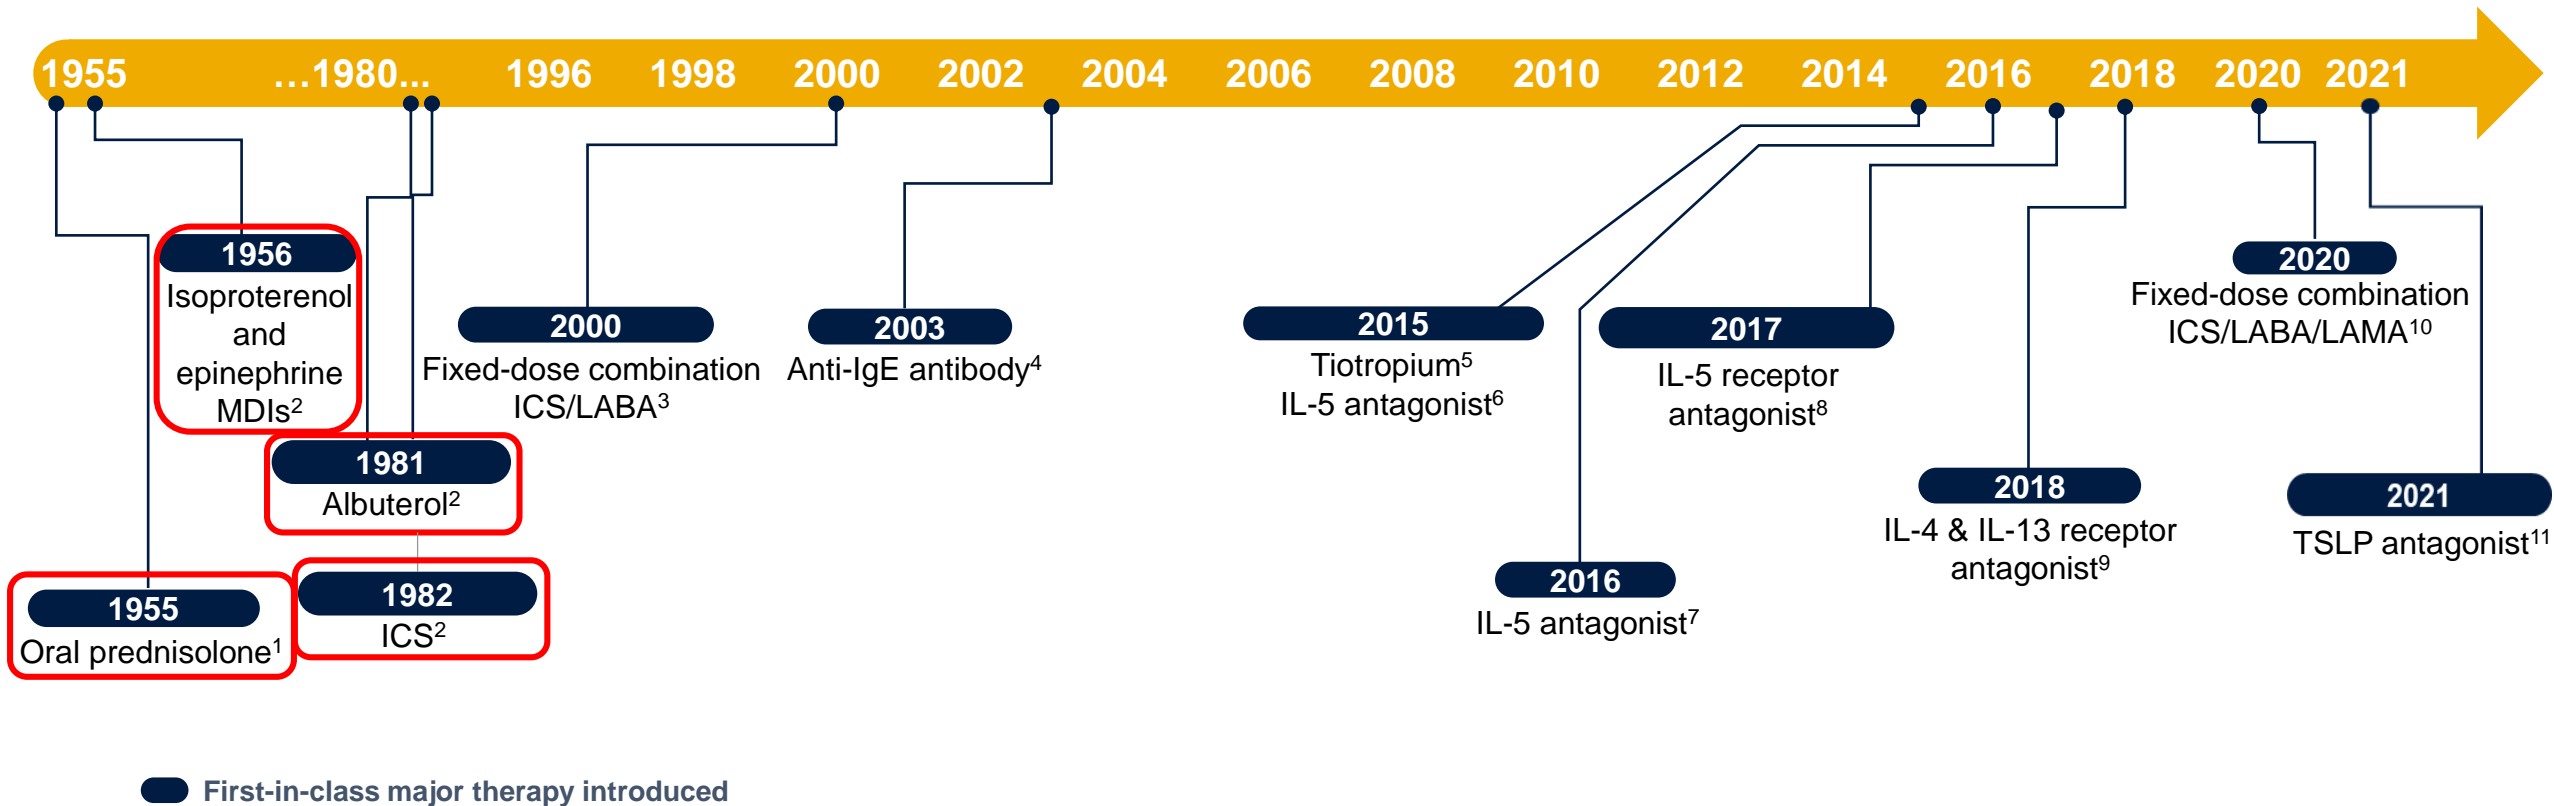 1955 …1980... 1996 1998 2000 2002 2004 2006 2008 2010 2012 2014 2016 2018 2020 2021
1956
Isoproterenol
and
epinephrine
MDIs²
1981
Albuterol²
1955
Oral prednisolone¹
1982
ICS²
2000
Fixed-dose combination
ICS/LABA³
2003
Anti-IgE antibody⁴
2015
Tiotropium⁵
IL-5 antagonist⁶
2016
IL-5 antagonist⁷
2017
IL-5 receptor
antagonist⁸
2018
IL-4 & IL-13 receptor
antagonist⁹
2020
Fixed-dose combination
ICS/LABA/LAMA¹⁰
2021
TSLP antagonist¹¹
First-in-class major therapy introduced